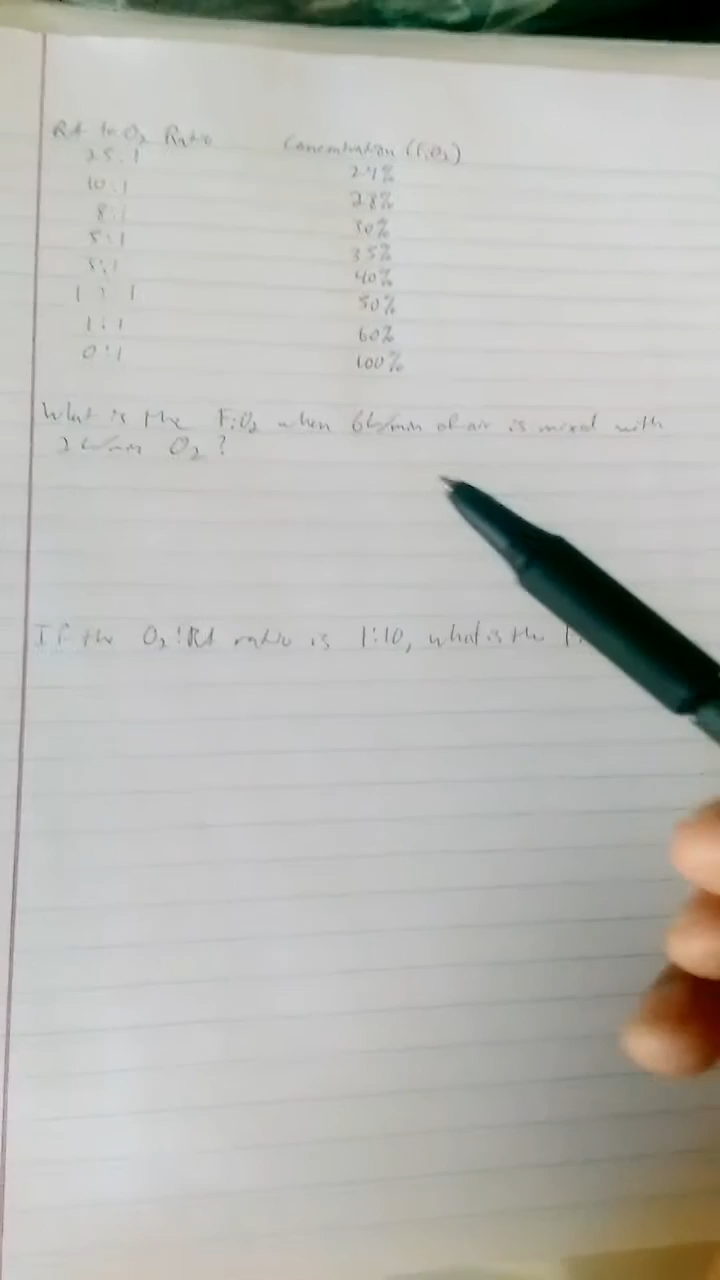 RA to O₂ Ratio Concentration (FiO₂)
25:1 24%
10:1 28%
8:1 30%
5:1 35%
3:1 40%
50%
1:1 60%
0:1 100%
What is the FiO₂ when 6L/min of air is mixed with
2L/min O₂?
If the O₂:RA ratio is 1:10, what is the